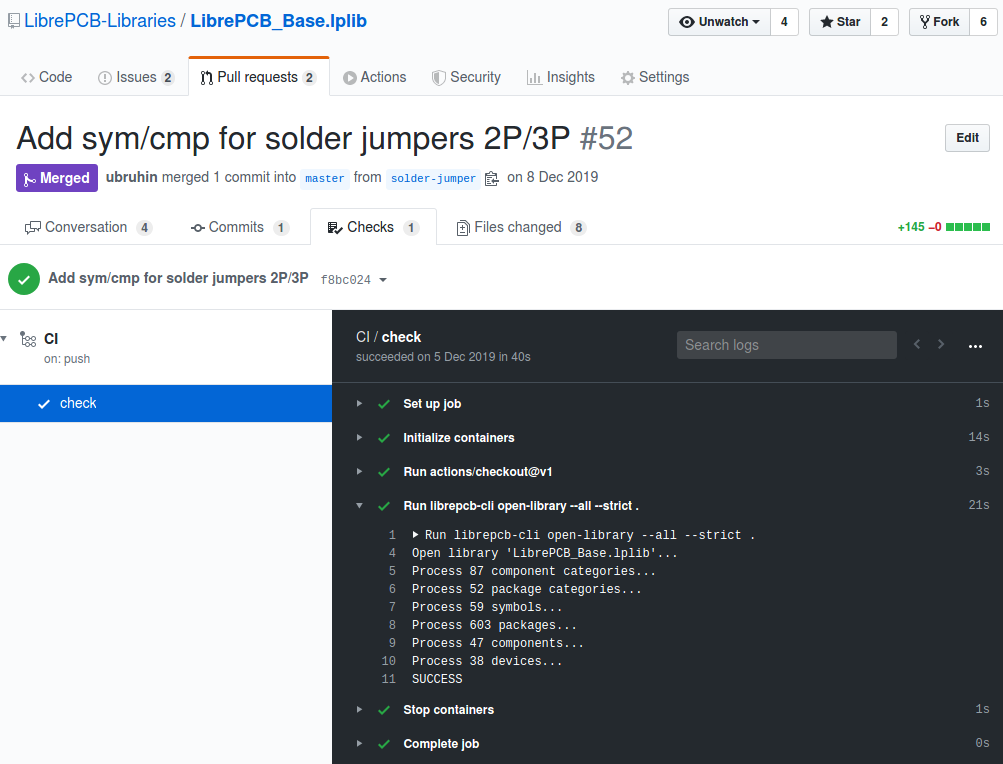 LibrePCB-Libraries / LibrePCB_Base.lplib Unwatch 4 Star 2 Fork 6
Code Issues 2 Pull requests 2 Actions Security Insights Settings
Add sym/cmp for solder jumpers 2P/3P #52 Edit
Merged ubruhin merged 1 commit into master from solder-jumper on 8 Dec 2019
Conversation 4 Commits 1 Checks 1 Files changed 8 +145 −0
Add sym/cmp for solder jumpers 2P/3P f8bc024
CI
on: push
check
CI / check
succeeded on 5 Dec 2019 in 40s
Search logs
Set up job 1s
Initialize containers 14s
Run actions/checkout@v1 3s
Run librepcb-cli open-library --all --strict . 21s
1 Run librepcb-cli open-library --all --strict .
4 Open library 'LibrePCB_Base.lplib'...
5 Process 87 component categories...
6 Process 52 package categories...
7 Process 59 symbols...
8 Process 603 packages...
9 Process 47 components...
10 Process 38 devices...
11 SUCCESS
Stop containers 1s
Complete job 0s